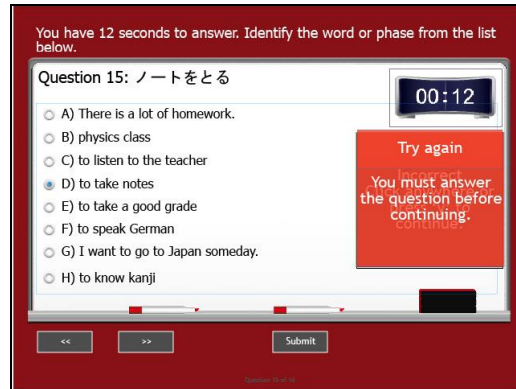 You have 12 seconds to answer. Identify the word or phase from the list
below.
Question 15: ノートをとる
00:12
A) There is a lot of homework.
B) physics class
C) to listen to the teacher
D) to take notes
E) to take a good grade
F) to speak German
G) I want to go to Japan someday.
H) to know kanji
Try again
Incorrect
You must answer
the question before
continuing.
continue.
<<
>>
Submit